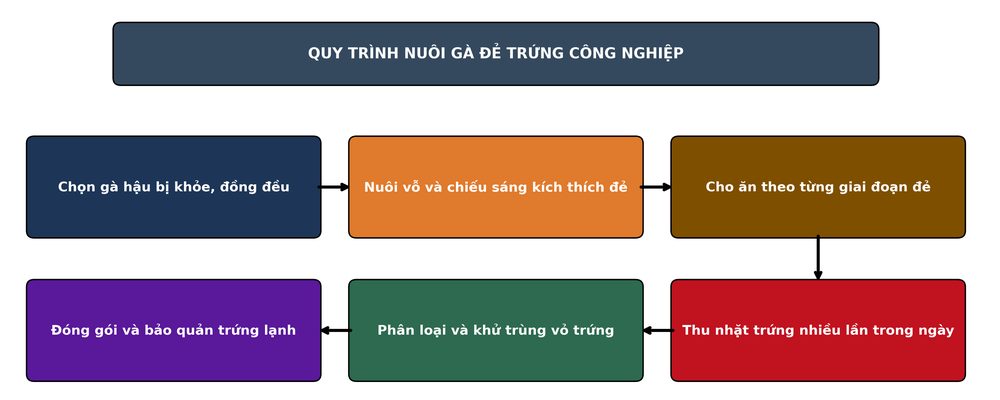 QUY TRÌNH NUÔI GÀ ĐẺ TRỨNG CÔNG NGHIỆP
Chọn gà hậu bị khỏe, đồng đều
Nuôi vỗ và chiếu sáng kích thích đẻ
Cho ăn theo từng giai đoạn đẻ
Thu nhặt trứng nhiều lần trong ngày
Phân loại và khử trùng vỏ trứng
Đóng gói và bảo quản trứng lạnh